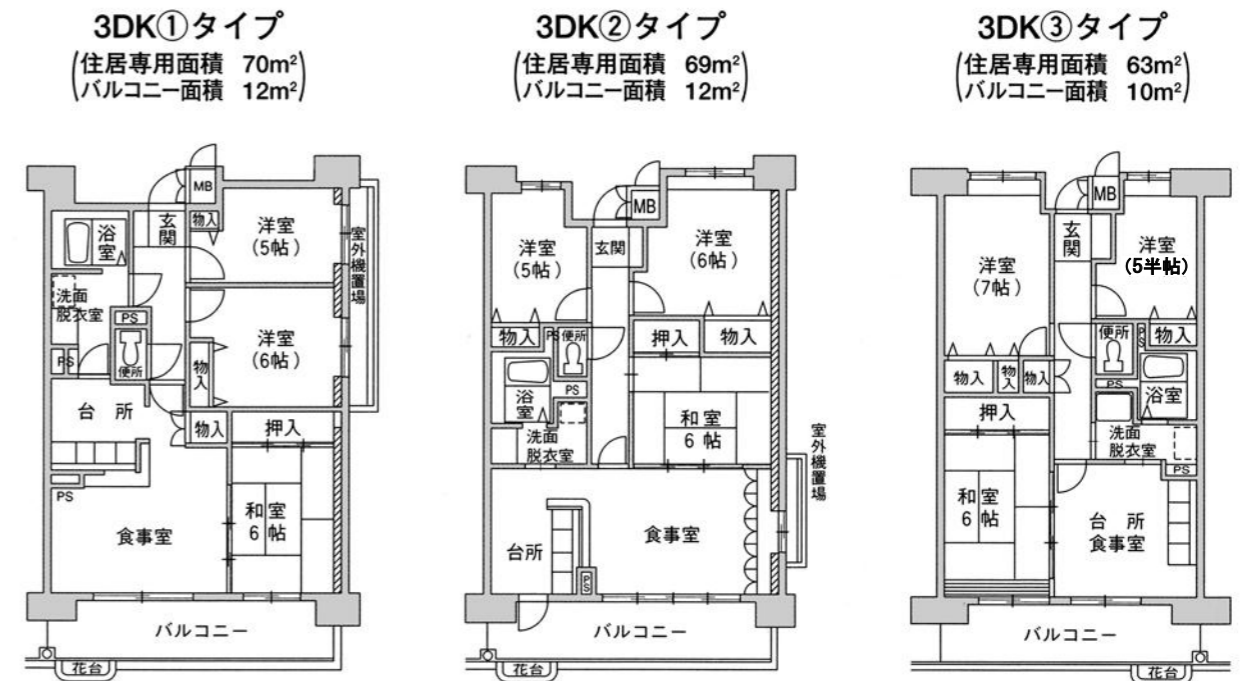 3DK①タイプ
(住居専用面積 70m²
バルコニー面積 12m²)
MB
物入
洋室
(5帖)
玄関
浴室
室外機置場
洗面
脱衣室
PS
PS
便所
洋室
(6帖)
物入
台所
物入
押入
PS
和室
6帖
食事室
バルコニー
花台
3DK②タイプ
(住居専用面積 69m²
バルコニー面積 12m²)
MB
洋室
(5帖)
玄関
洋室
(6帖)
物入
PS
便所
押入
物入
浴室
PS
和室
6帖
洗面
脱衣室
室外機置場
台所
食事室
PS
バルコニー
花台
3DK③タイプ
(住居専用面積 63m²
バルコニー面積 10m²)
MB
玄関
洋室
(7帖)
洋室
(5半帖)
便所
PS
物入
物入
物入
物入
PS
浴室
押入
洗面
脱衣室
PS
和室
6帖
台所
食事室
バルコニー
花台